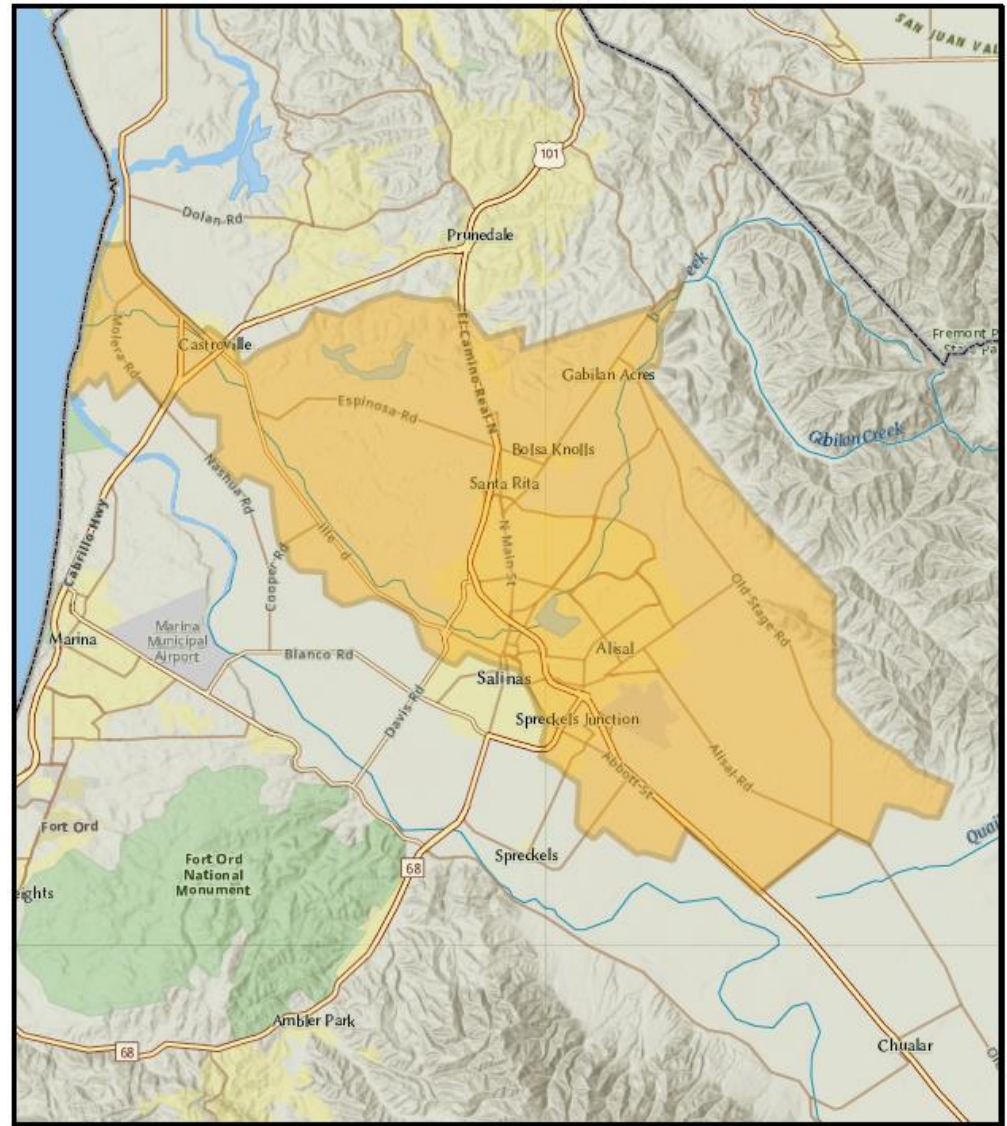 SAN JUAN
101
Dolan Rd
Prunedale
Creek
Fremont
State
Molera Rd
Castroville
El Camino Real N
Gabilan Acres
Espinosa Rd
Gabilan Creek
Bolsa Knolls
Santa Rita
Nashua Rd
Cabrillo Hwy
N Main St
Cooper Rd
Old Stage Rd
Marina
Marina
Municipal
Airport
Blanco Rd
Alisal
Salinas
Davis Rd
Spreckels Junction
Alisal Rd
Abbott St
Fort Ord
Fort Ord
National
Monument
Spreckels
68
eights
Quai
Ambler Park
68
Chualar